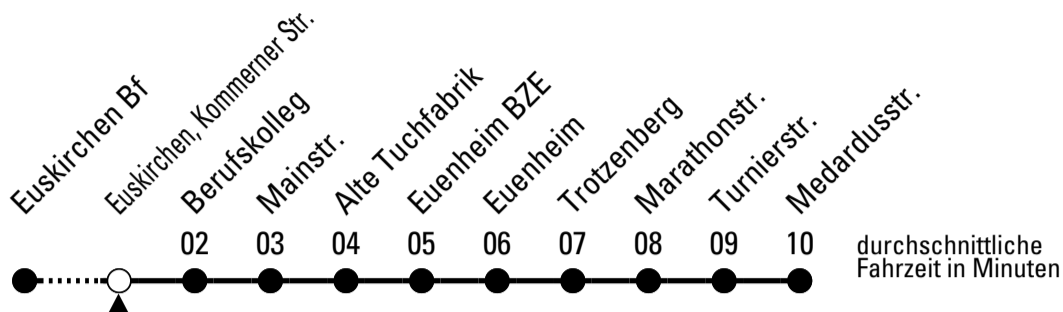 Euskirchen Bf
Euskirchen, Kommerner Str.
Berufskolleg
Mainstr.
Alte Tuchfabrik
Euenheim BZE
Euenheim
Trotzenberg
Marathonstr.
Turnierstr.
Medardusstr.
02 03 04 05 06 07 08 09 10
durchschnittliche
Fahrzeit in Minuten